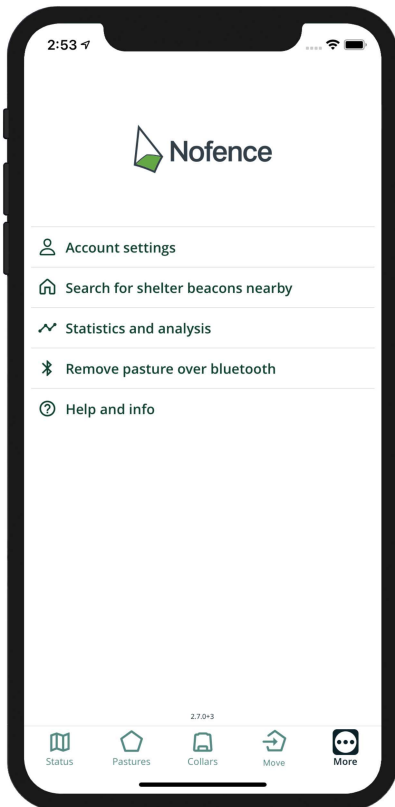 2:53
Nofence
Account settings
Search for shelter beacons nearby
Statistics and analysis
Remove pasture over bluetooth
Help and info
2.7.0+3
Status Pastures Collars Move More